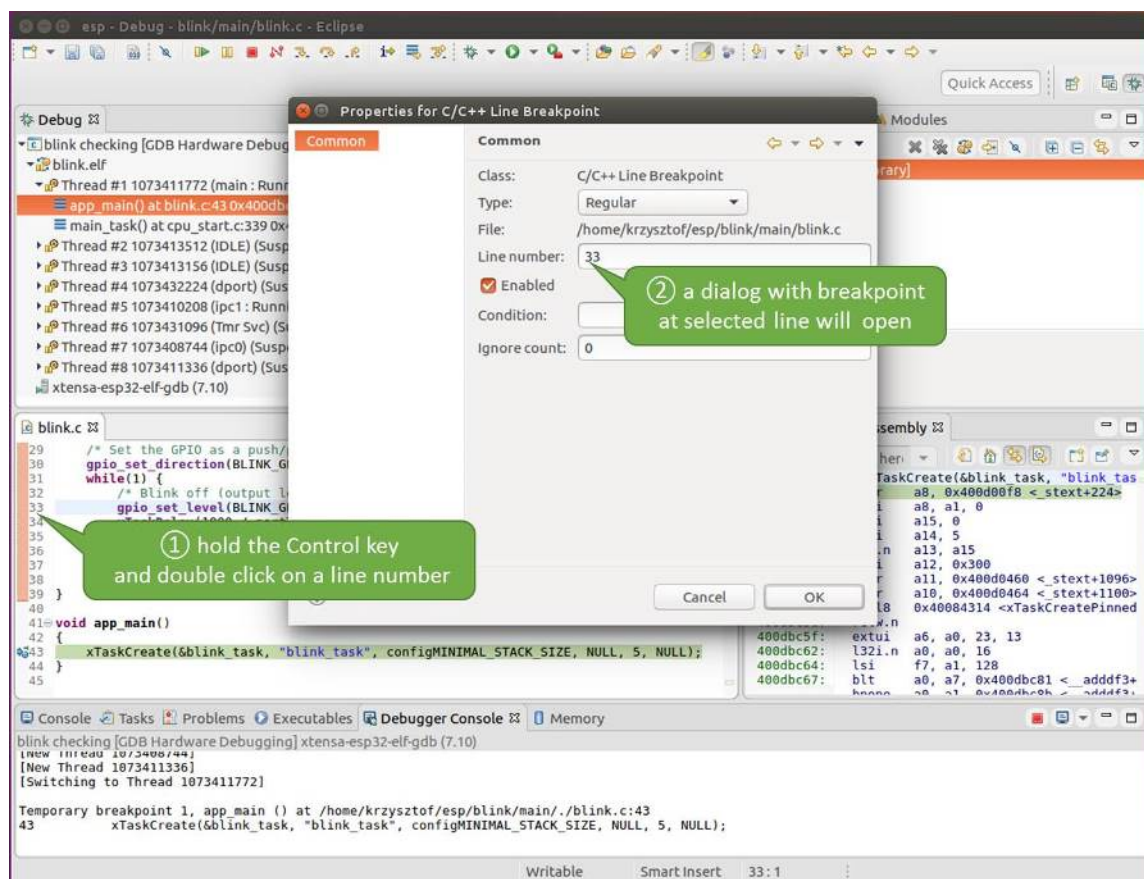 esp - Debug - blink/main/blink.c - Eclipse
Quick Access
Debug
blink checking [GDB Hardware Debug
blink.elf
Thread #1 1073411772 (main : Runn
app_main() at blink.c:43 0x400db
main_task() at cpu_start.c:339 0x4
Thread #2 1073413512 (IDLE) (Susp
Thread #3 1073413156 (IDLE) (Susp
Thread #4 1073432224 (dport) (Sus
Thread #5 1073410208 (ipc1 : Runni
Thread #6 1073431096 (Tmr Svc) (S
Thread #7 1073408744 (ipc0) (Susp
Thread #8 1073411336 (dport) (Sus
xtensa-esp32-elf-gdb (7.10)
Properties for C/C++ Line Breakpoint
Common
Common
Class: C/C++ Line Breakpoint
Type: Regular
File: /home/krzysztof/esp/blink/main/blink.c
Line number: 33
Enabled
Condition:
Ignore count: 0
② a dialog with breakpoint
at selected line will open
Cancel OK
Modules
rary]
blink.c
29 /* Set the GPIO as a push/
30 gpio_set_direction(BLINK_G
31 while(1) {
32 /* Blink off (output l
33 gpio_set_level(BLINK_G
34
35
36
37
38
39 }
40
41 void app_main()
42 {
43 xTaskCreate(&blink_task, "blink_task", configMINIMAL_STACK_SIZE, NULL, 5, NULL);
44 }
45
① hold the Control key
and double click on a line number
sembly
her
TaskCreate(&blink_task, "blink_tas
r a8, 0x400d00f8 <_stext+224>
i a8, a1, 0
i a15, 0
i a14, 5
.n a13, a15
i a12, 0x300
r a11, 0x400d0460 <_stext+1096>
r a10, 0x400d0464 <_stext+1100>
l8 0x40084314 <xTaskCreatePinned
400dbc5f: extui a6, a0, 23, 13
400dbc62: l32i.n a0, a0, 16
400dbc64: lsi f7, a1, 128
400dbc67: blt a0, a7, 0x400dbc81 <__adddf3+
Console Tasks Problems Executables Debugger Console Memory
blink checking [GDB Hardware Debugging] xtensa-esp32-elf-gdb (7.10)
[New Thread 1073408744]
[New Thread 1073411336]
[Switching to Thread 1073411772]
Temporary breakpoint 1, app_main () at /home/krzysztof/esp/blink/main/./blink.c:43
43 xTaskCreate(&blink_task, "blink_task", configMINIMAL_STACK_SIZE, NULL, 5, NULL);
Writable Smart Insert 33 : 1